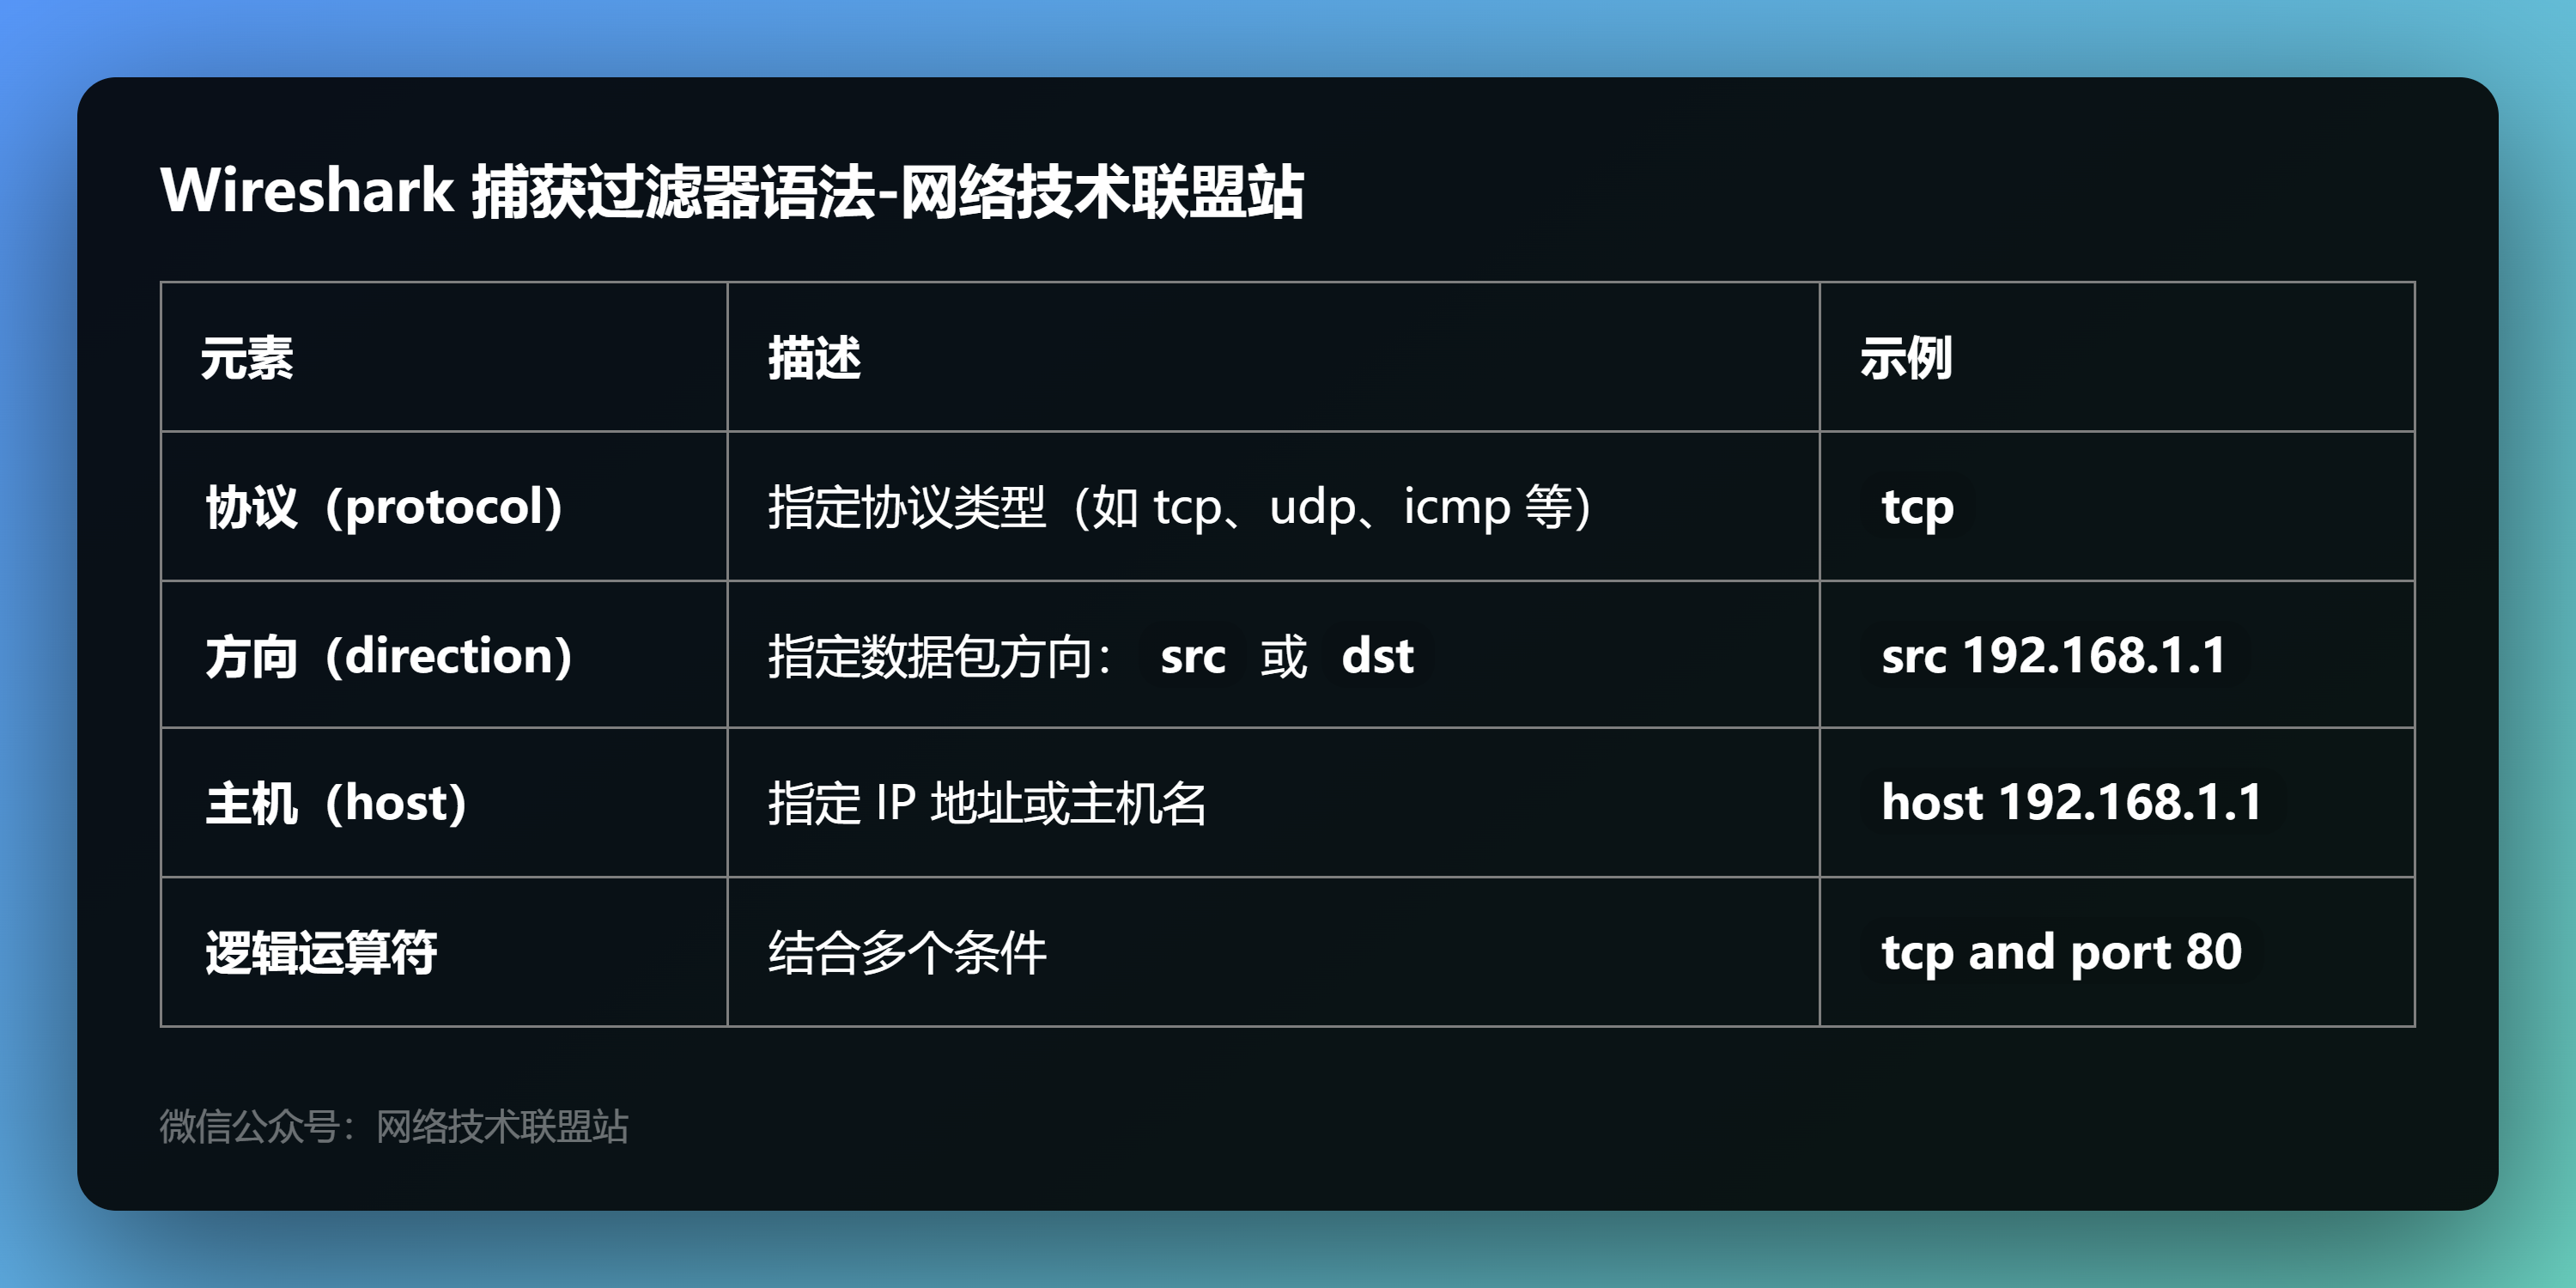 Wireshark 捕获过滤器语法-网络技术联盟站
元素 描述 示例
协议（protocol） 指定协议类型（如 tcp、udp、icmp 等） tcp
方向（direction） 指定数据包方向： src 或 dst src 192.168.1.1
主机（host） 指定 IP 地址或主机名 host 192.168.1.1
逻辑运算符 结合多个条件 tcp and port 80
微信公众号：网络技术联盟站